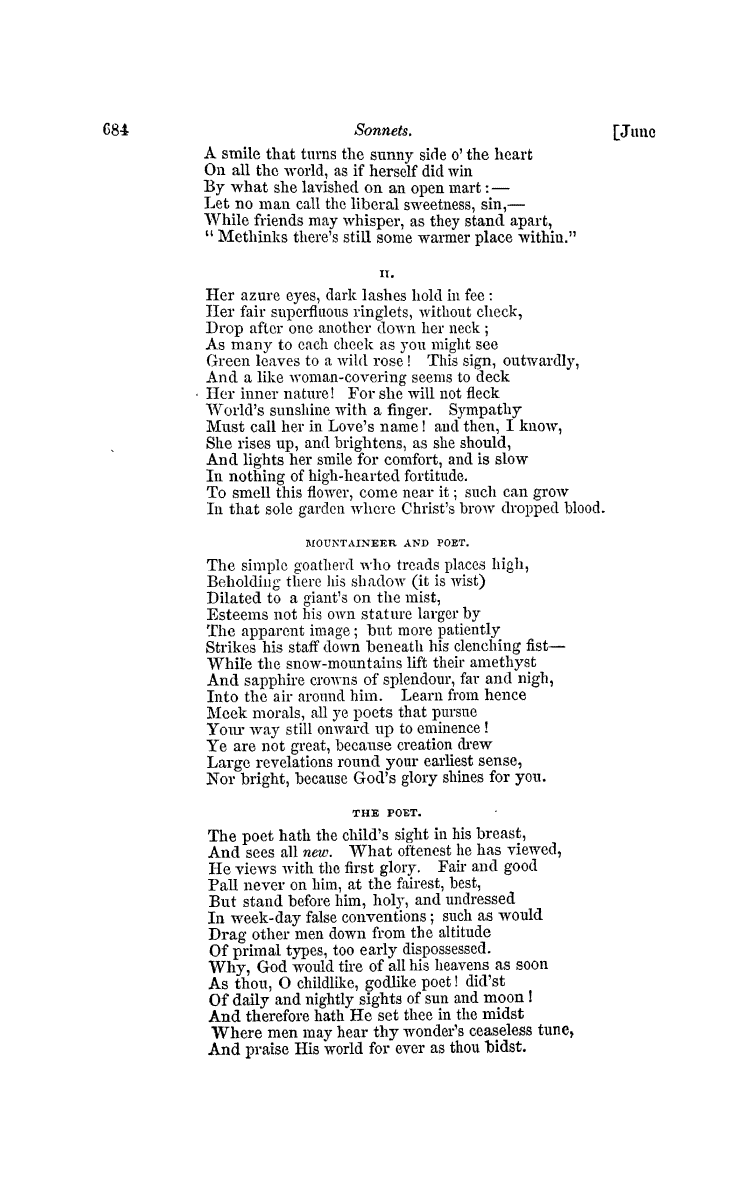 684 Sonnets. [June
A smile that turns the sunny side o' the heart
On all the world, as if herself did win
By what she lavished on an open mart :—
Let no man call the liberal sweetness, sin,—
While friends may whisper, as they stand apart,
" Methinks there's still some warmer place within."
II.
Her azure eyes, dark lashes hold in fee :
Her fair superfluous ringlets, without check,
Drop after one another down her neck ;
As many to each cheek as you might see
Green leaves to a wild rose ! This sign, outwardly,
And a like woman-covering seems to deck
Her inner nature ! For she will not fleck
World's sunshine with a finger. Sympathy
Must call her in Love's name ! and then, I know,
She rises up, and brightens, as she should,
And lights her smile for comfort, and is slow
In nothing of high-hearted fortitude.
To smell this flower, come near it ; such can grow
In that sole garden where Christ's brow dropped blood.
MOUNTAINEER AND POET.
The simple goatherd who treads places high,
Beholding there his shadow (it is wist)
Dilated to a giant's on the mist,
Esteems not his own stature larger by
The apparent image ; but more patiently
Strikes his staff down beneath his clenching fist—
While the snow-mountains lift their amethyst
And sapphire crowns of splendour, far and nigh,
Into the air around him. Learn from hence
Meek morals, all ye poets that pursue
Your way still onward up to eminence !
Ye are not great, because creation drew
Large revelations round your earliest sense,
Nor bright, because God's glory shines for you.
THE POET.
The poet hath the child's sight in his breast,
And sees all new. What oftenest he has viewed,
He views with the first glory. Fair and good
Pall never on him, at the fairest, best,
But stand before him, holy, and undressed
In week-day false conventions ; such as would
Drag other men down from the altitude
Of primal types, too early dispossessed.
Why, God would tire of all his heavens as soon
As thou, O childlike, godlike poet ! did'st
Of daily and nightly sights of sun and moon !
And therefore hath He set thee in the midst
Where men may hear thy wonder's ceaseless tune,
And praise His world for ever as thou bidst.